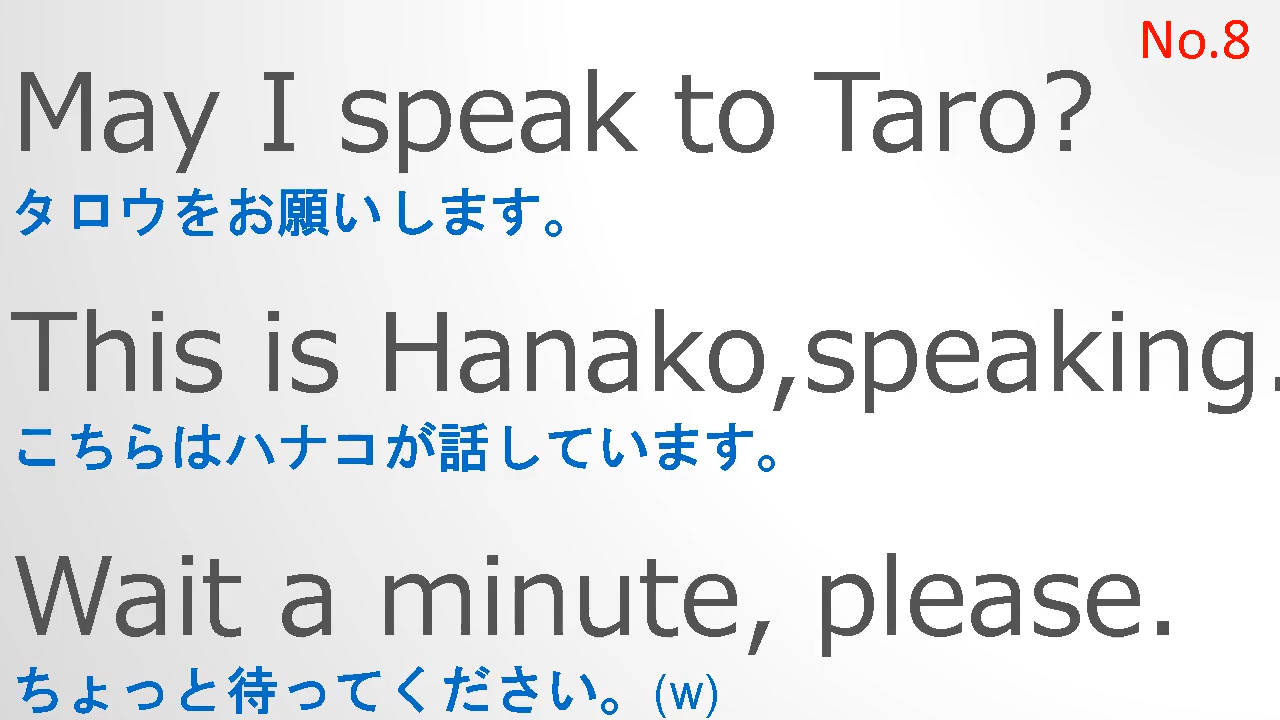 No.8
May I speak to Taro?
タロウをお願いします。
This is Hanako,speaking.
こちらはハナコが話しています。
Wait a minute, please.
ちょっと待ってください。(w)